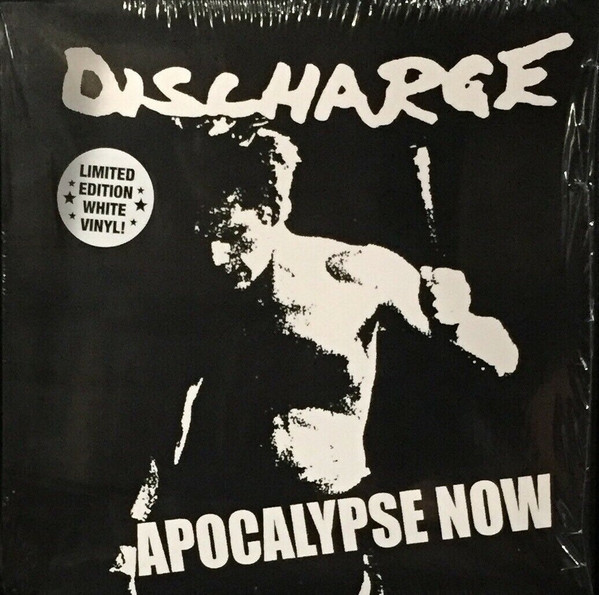 DISCHARGE
LIMITED
EDITION
WHITE
VINYL!
APOCALYPSE NOW